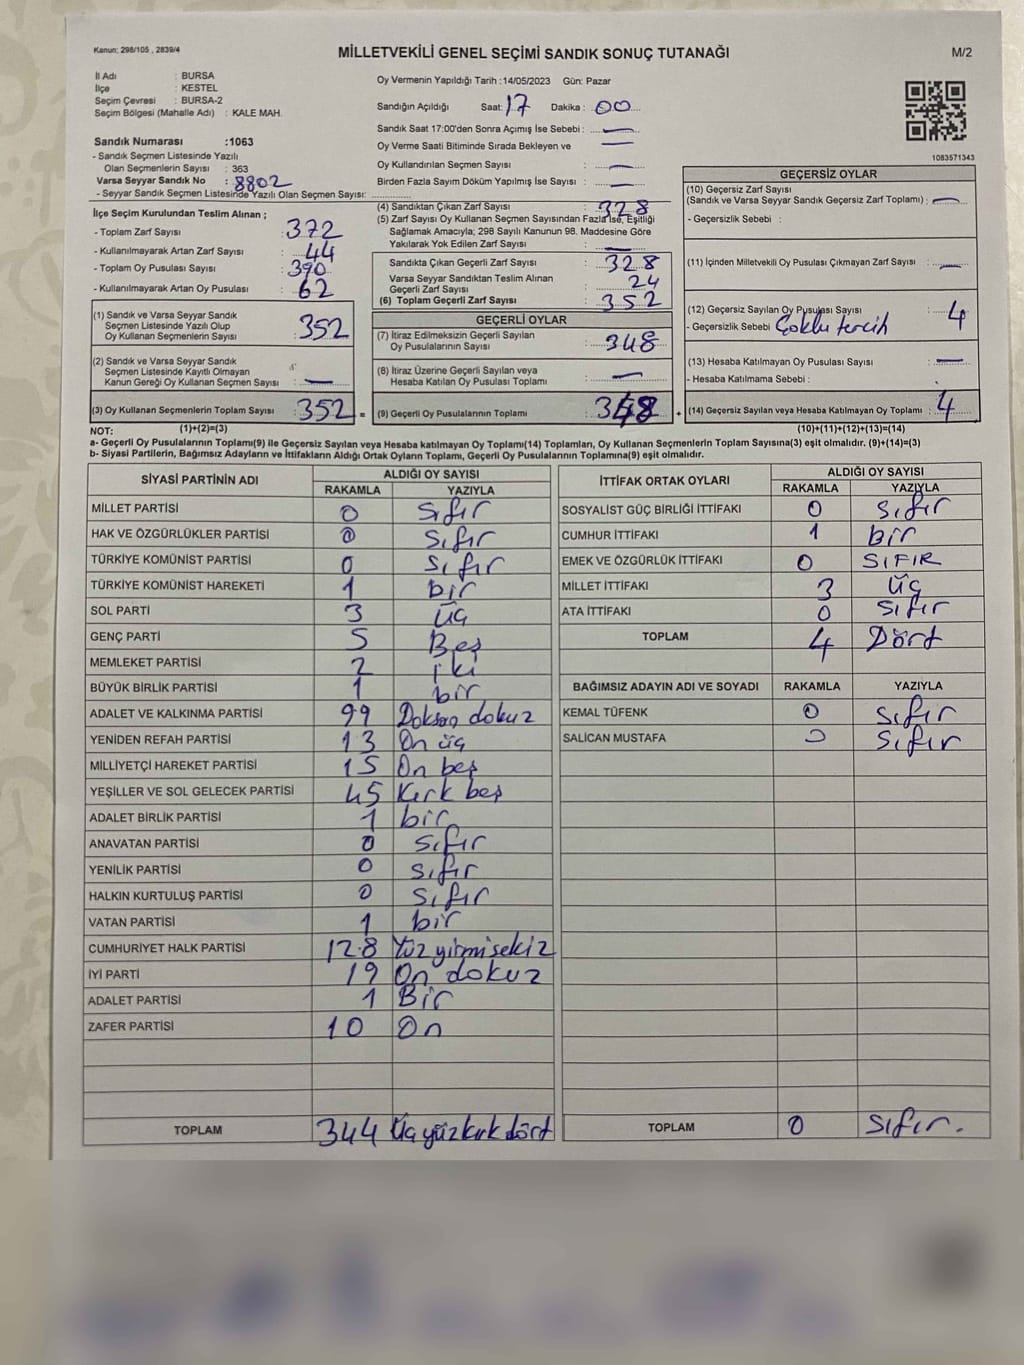 Kanun: 298/105 , 2839/4
MİLLETVEKİLİ GENEL SEÇİMİ SANDIK SONUÇ TUTANAĞI
M/2
İl Adı : BURSA
İlçe : KESTEL
Seçim Çevresi : BURSA-2
Seçim Bölgesi (Mahalle Adı) : KALE MAH.
Sandık Numarası :1063
- Sandık Seçmen Listesinde Yazılı
Olan Seçmenlerin Sayısı : 363
Varsa Seyyar Sandık No : 8802
- Seyyar Sandık Seçmen Listesinde Yazılı Olan Seçmen Sayısı:
Oy Vermenin Yapıldığı Tarih :14/05/2023 Gün: Pazar
Sandığın Açıldığı Saat: 17 Dakika : 00
Sandık Saat 17:00'den Sonra Açımış İse Sebebi : —
Oy Verme Saati Bitiminde Sırada Bekleyen ve —
Oy Kullandırılan Seçmen Sayısı : —
Birden Fazla Sayım Döküm Yapılmış İse Sayısı : —
1083571343
İlçe Seçim Kurulundan Teslim Alınan ;
- Toplam Zarf Sayısı : 372
- Kullanılmayarak Artan Zarf Sayısı : 44
- Toplam Oy Pusulası Sayısı : 390
- Kullanılmayarak Artan Oy Pusulası : 62
(4) Sandıktan Çıkan Zarf Sayısı : 328
(5) Zarf Sayısı Oy Kullanan Seçmen Sayısından Fazla İse, Eşitliği
Sağlamak Amacıyla; 298 Sayılı Kanunun 98. Maddesine Göre
Yakılarak Yok Edilen Zarf Sayısı : —
Sandıkta Çıkan Geçerli Zarf Sayısı : 328
Varsa Seyyar Sandıktan Teslim Alınan
Geçerli Zarf Sayısı : 24
(6) Toplam Geçerli Zarf Sayısı : 352
GEÇERSİZ OYLAR
(10) Geçersiz Zarf Sayısı
(Sandık ve Varsa Seyyar Sandık Geçersiz Zarf Toplamı) : —
- Geçersizlik Sebebi :
(11) İçinden Milletvekili Oy Pusulası Çıkmayan Zarf Sayısı : —
(12) Geçersiz Sayılan Oy Pusulası Sayısı : 4
- Geçersizlik Sebebi Çoklu tercih
(13) Hesaba Katılmayan Oy Pusulası Sayısı : —
- Hesaba Katılmama Sebebi :
(14) Geçersiz Sayılan veya Hesaba Katılmayan Oy Toplamı : 4
(1) Sandık ve Varsa Seyyar Sandık
Seçmen Listesinde Yazılı Olup
Oy Kullanan Seçmenlerin Sayısı : 352
(2) Sandık ve Varsa Seyyar Sandık
Seçmen Listesinde Kayıtlı Olmayan
Kanun Gereği Oy Kullanan Seçmen Sayısı : —
(3) Oy Kullanan Seçmenlerin Toplam Sayısı : 352 =
GEÇERLİ OYLAR
(7) İtiraz Edilmeksizin Geçerli Sayılan
Oy Pusulalarının Sayısı : 348
(8) İtiraz Üzerine Geçerli Sayılan veya
Hesaba Katılan Oy Pusulası Toplamı : —
(9) Geçerli Oy Pusulalarının Toplamı : 348 +
NOT: (1)+(2)=(3) (10)+(11)+(12)+(13)=(14)
a- Geçerli Oy Pusulalarının Toplamı(9) ile Geçersiz Sayılan veya Hesaba katılmayan Oy Toplamı(14) Toplamları, Oy Kullanan Seçmenlerin Toplam Sayısına(3) eşit olmalıdır. (9)+(14)=(3)
b- Siyasi Partilerin, Bağımsız Adayların ve İttifakların Aldığı Ortak Oyların Toplamı, Geçerli Oy Pusulalarının Toplamına(9) eşit olmalıdır.
SİYASİ PARTİNİN ADI ALDIĞI OY SAYISI
RAKAMLA YAZIYLA
MİLLET PARTİSİ 0 Sıfır
HAK VE ÖZGÜRLÜKLER PARTİSİ 0 Sıfır
TÜRKİYE KOMÜNİST PARTİSİ 0 Sıfır
TÜRKİYE KOMÜNİST HAREKETİ 1 bir
SOL PARTİ 3 Üç
GENÇ PARTİ 5 Beş
MEMLEKET PARTİSİ 2 iki
BÜYÜK BİRLİK PARTİSİ 1 bir
ADALET VE KALKINMA PARTİSİ 99 Doksan dokuz
YENİDEN REFAH PARTİSİ 13 On üç
MİLLİYETÇİ HAREKET PARTİSİ 15 On beş
YEŞİLLER VE SOL GELECEK PARTİSİ 45 Kırk beş
ADALET BİRLİK PARTİSİ 1 bir
ANAVATAN PARTİSİ 0 Sıfır
YENİLİK PARTİSİ 0 Sıfır
HALKIN KURTULUŞ PARTİSİ 0 Sıfır
VATAN PARTİSİ 1 bir
CUMHURİYET HALK PARTİSİ 128 Yüz yirmi sekiz
İYİ PARTİ 19 On dokuz
ADALET PARTİSİ 1 Bir
ZAFER PARTİSİ 10 On
TOPLAM 344 Üç yüz kırk dört
İTTİFAK ORTAK OYLARI ALDIĞI OY SAYISI
RAKAMLA YAZIYLA
SOSYALİST GÜÇ BİRLİĞİ İTTİFAKI 0 Sıfır
CUMHUR İTTİFAKI 1 bir
EMEK VE ÖZGÜRLÜK İTTİFAKI 0 SIFIR
MİLLET İTTİFAKI 3 Üç
ATA İTTİFAKI 0 Sıfır
TOPLAM 4 Dört
BAĞIMSIZ ADAYIN ADI VE SOYADI RAKAMLA YAZIYLA
KEMAL TÜFENK 0 Sıfır
SALİCAN MUSTAFA 0 Sıfır
TOPLAM 0 Sıfır.